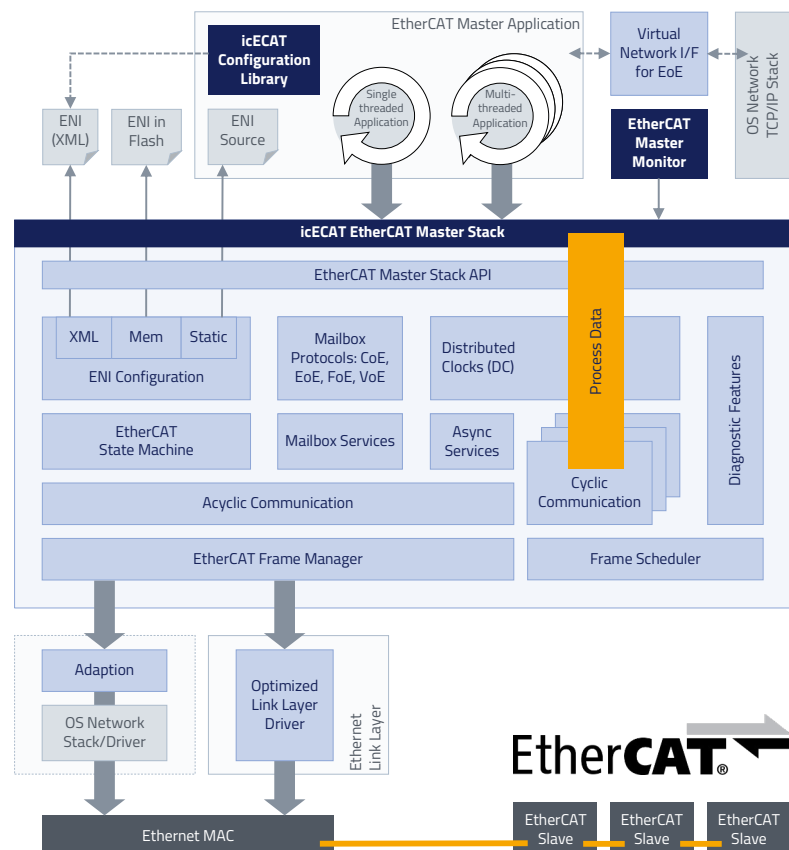 EtherCAT Master Application
icECAT
Configuration
Library
Virtual
Network I/F
for EoE
OS Network
TCP/IP Stack
Single
threaded
Application
Multi-
threaded
Application
ENI
(XML)
ENI in
Flash
ENI
Source
EtherCAT
Master
Monitor
icECAT EtherCAT Master Stack
EtherCAT Master Stack API
Process Data
XML
Mem
Static
ENI Configuration
Mailbox
Protocols: CoE,
EoE, FoE, VoE
Distributed
Clocks (DC)
Diagnostic Features
EtherCAT
State Machine
Mailbox Services
Async
Services
Cyclic
Communication
Acyclic Communication
EtherCAT Frame Manager
Frame Scheduler
Adaption
OS Network
Stack/Driver
Optimized
Link Layer
Driver
Ethernet
Link Layer
EtherCAT®
Ethernet MAC
EtherCAT
Slave
EtherCAT
Slave
EtherCAT
Slave